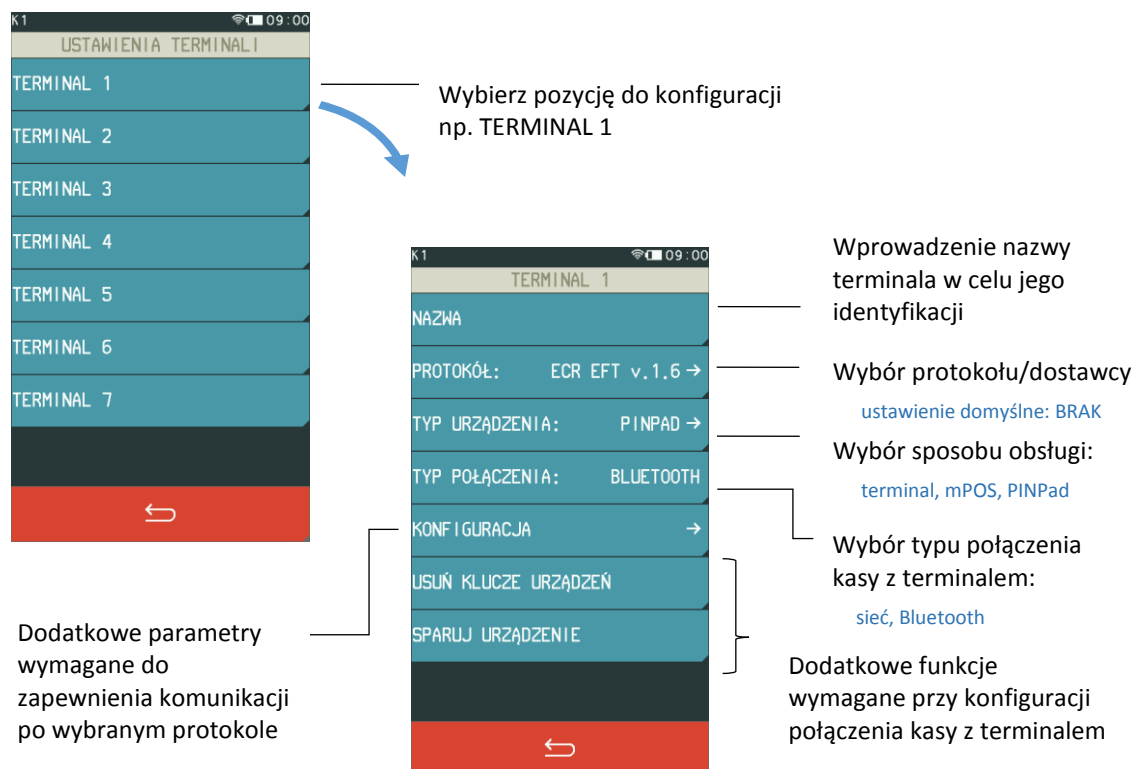 K1 09:00
USTAWIENIA TERMINALI
TERMINAL 1
TERMINAL 2
TERMINAL 3
TERMINAL 4
TERMINAL 5
TERMINAL 6
TERMINAL 7
Wybierz pozycję do konfiguracji
np. TERMINAL 1
K1 09:00
TERMINAL 1
NAZWA
PROTOKÓŁ: ECR EFT v.1.6 →
TYP URZĄDZENIA: PINPAD →
TYP POŁĄCZENIA: BLUETOOTH
KONFIGURACJA →
USUŃ KLUCZE URZĄDZEŃ
SPARUJ URZĄDZENIE
Wprowadzenie nazwy
terminala w celu jego
identyfikacji
Wybór protokołu/dostawcy
ustawienie domyślne: BRAK
Wybór sposobu obsługi:
terminal, mPOS, PINPad
Wybór typu połączenia
kasy z terminalem:
sieć, Bluetooth
Dodatkowe funkcje
wymagane przy konfiguracji
połączenia kasy z terminalem
Dodatkowe parametry
wymagane do
zapewnienia komunikacji
po wybranym protokole